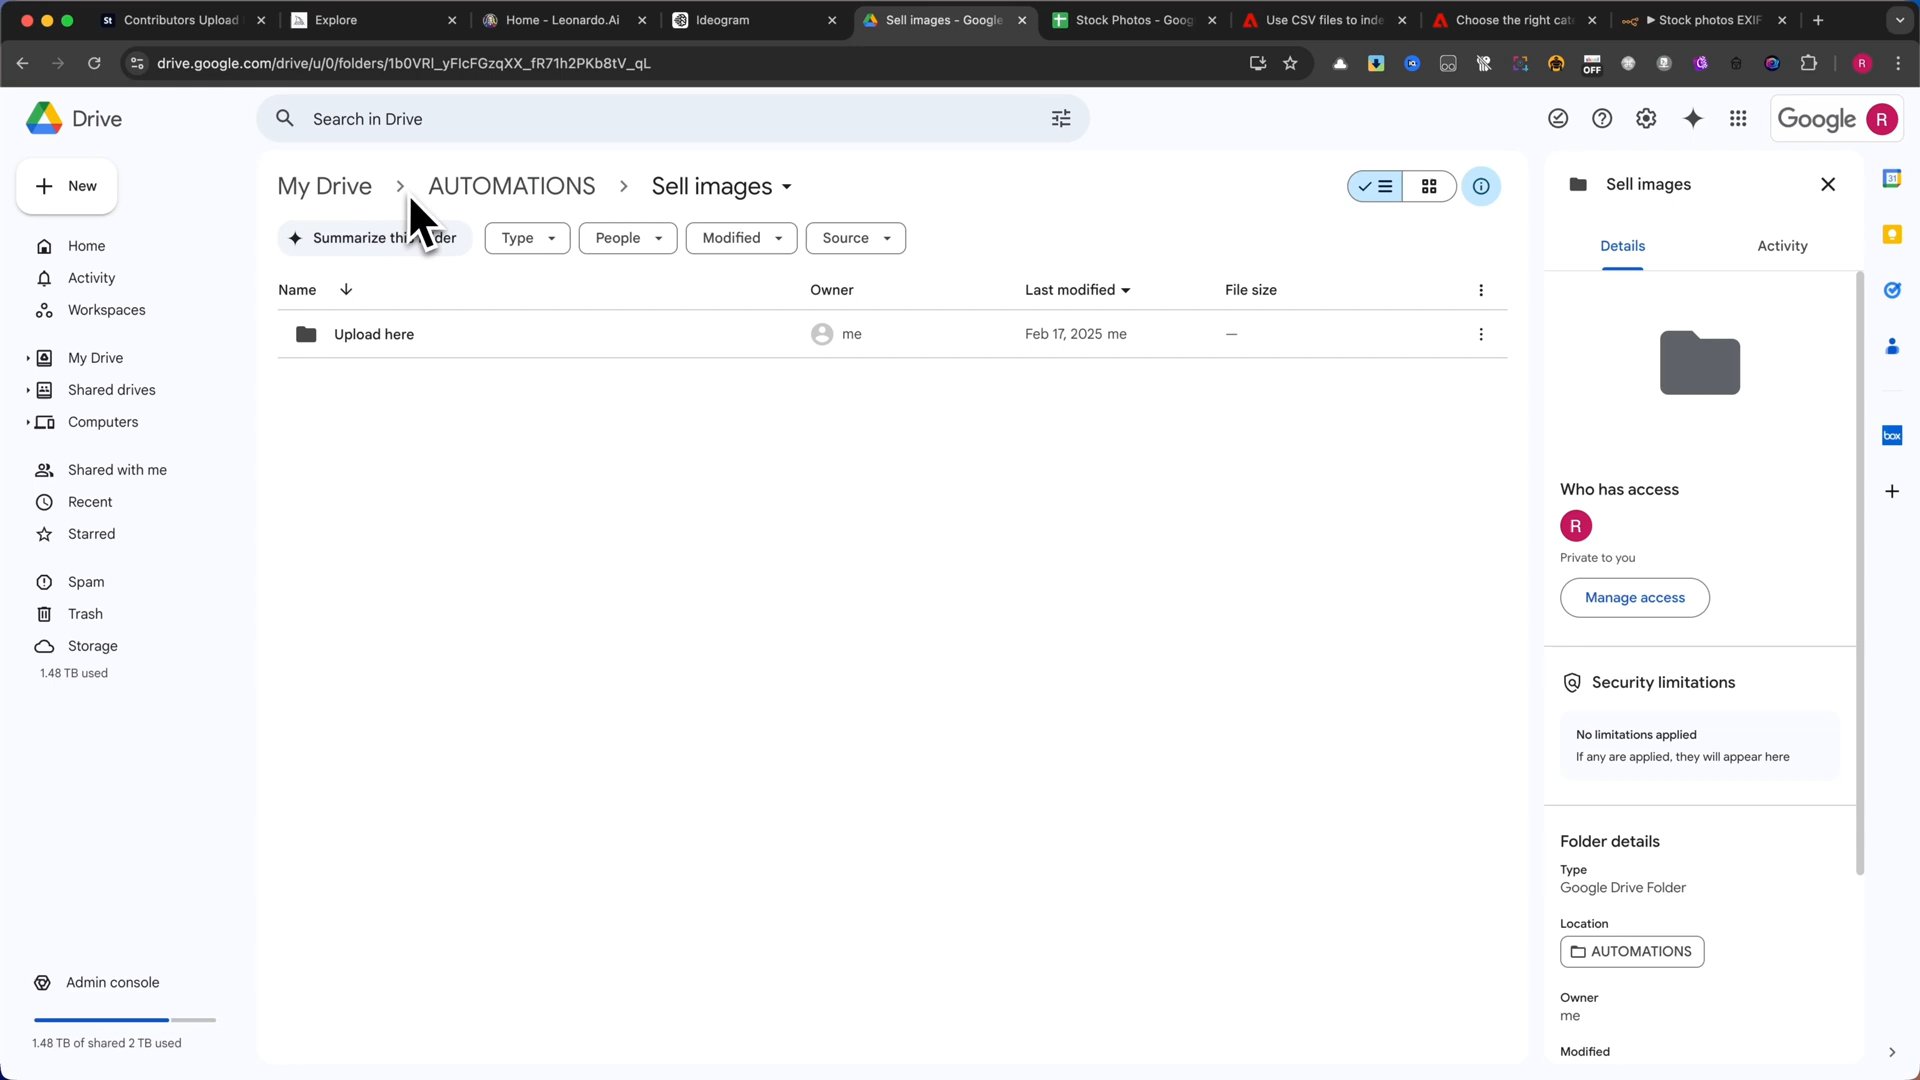 Contributors Upload
Explore
Home - Leonardo.Ai
Ideogram
Sell images - Google
Stock Photos - Goog
Use CSV files to inde
Choose the right cate
Stock photos EXIF
drive.google.com/drive/u/0/folders/1b0VRl_yFIcFGzqXX_fR71h2PKb8tV_qL
OFF
R
Drive
Search in Drive
Google
R
New
My Drive
AUTOMATIONS
Sell images
Summarize this folder
Type
People
Modified
Source
Name
Owner
Last modified
File size
Upload here
me
Feb 17, 2025 me
—
Home
Activity
Workspaces
My Drive
Shared drives
Computers
Shared with me
Recent
Starred
Spam
Trash
Storage
1.48 TB used
Admin console
1.48 TB of shared 2 TB used
Sell images
Details
Activity
Who has access
R
Private to you
Manage access
Security limitations
No limitations applied
If any are applied, they will appear here
Folder details
Type
Google Drive Folder
Location
AUTOMATIONS
Owner
me
Modified
31
box